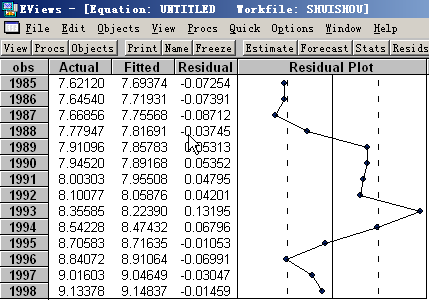 EViews - [Equation: UNTITLED Workfile: SHUISHOU]
File Edit Objects View Procs Quick Options Window Help
View Procs Objects Print Name Freeze Estimate Forecast Stats Resids
obs Actual Fitted Residual Residual Plot
1985 7.62120 7.69374 -0.07254
1986 7.64540 7.71931 -0.07391
1987 7.66856 7.75568 -0.08712
1988 7.77947 7.81691 -0.03745
1989 7.91096 7.85783 0.05313
1990 7.94520 7.89168 0.05352
1991 8.00303 7.95508 0.04795
1992 8.10077 8.05876 0.04201
1993 8.35585 8.22390 0.13195
1994 8.54228 8.47432 0.06796
1995 8.70583 8.71635 -0.01053
1996 8.84072 8.91064 -0.06991
1997 9.01603 9.04649 -0.03047
1998 9.13378 9.14837 -0.01459